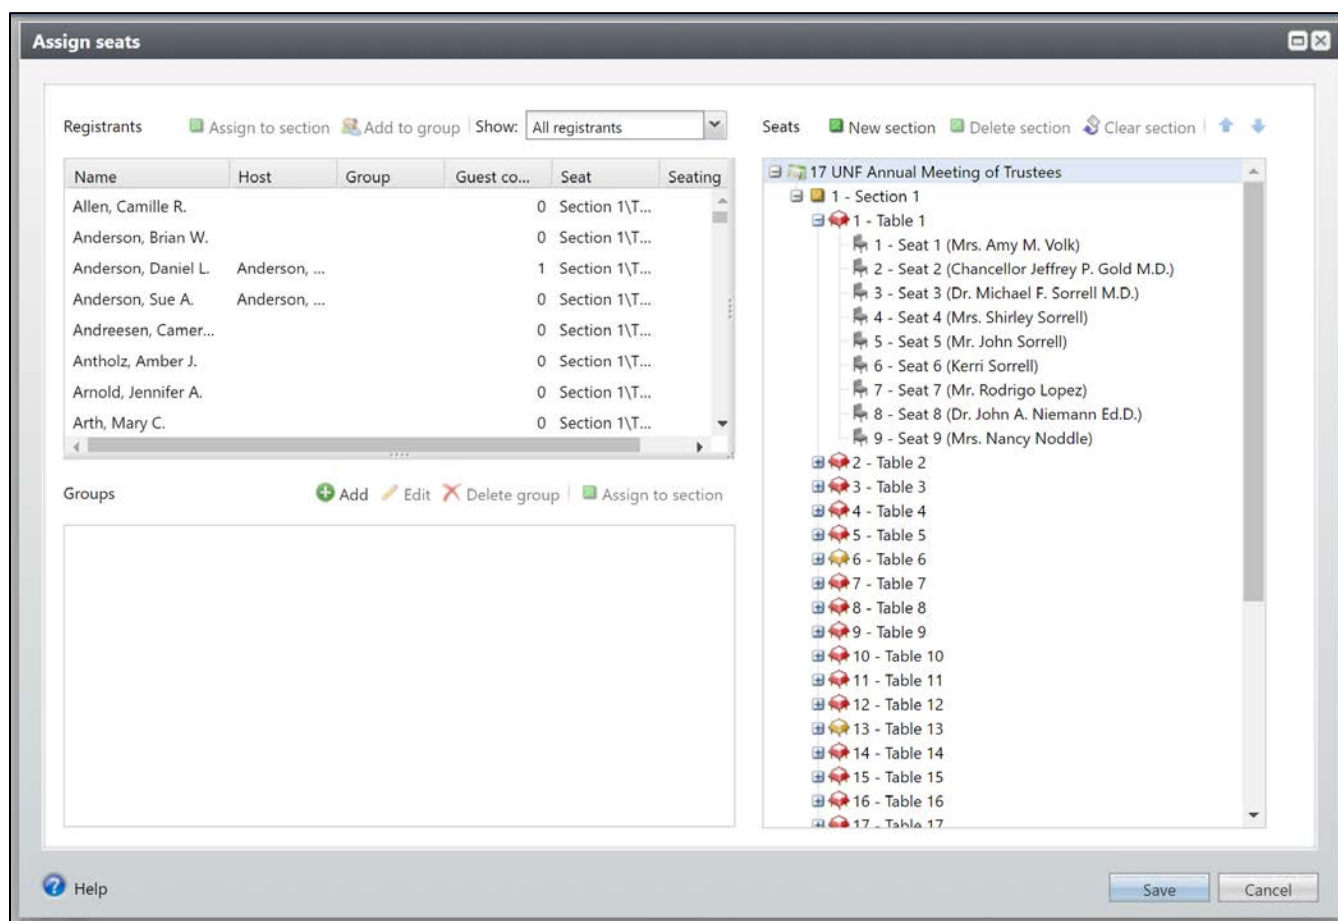 Assign seats
Registrants Assign to section Add to group Show: All registrants
Name Host Group Guest co... Seat Seating
Allen, Camille R. 0 Section 1\T...
Anderson, Brian W. 0 Section 1\T...
Anderson, Daniel L. Anderson, ... 1 Section 1\T...
Anderson, Sue A. Anderson, ... 0 Section 1\T...
Andreesen, Camer... 0 Section 1\T...
Antholz, Amber J. 0 Section 1\T...
Arnold, Jennifer A. 0 Section 1\T...
Arth, Mary C. 0 Section 1\T...
Groups Add Edit Delete group Assign to section
Seats New section Delete section Clear section
17 UNF Annual Meeting of Trustees
1 - Section 1
1 - Table 1
1 - Seat 1 (Mrs. Amy M. Volk)
2 - Seat 2 (Chancellor Jeffrey P. Gold M.D.)
3 - Seat 3 (Dr. Michael F. Sorrell M.D.)
4 - Seat 4 (Mrs. Shirley Sorrell)
5 - Seat 5 (Mr. John Sorrell)
6 - Seat 6 (Kerri Sorrell)
7 - Seat 7 (Mr. Rodrigo Lopez)
8 - Seat 8 (Dr. John A. Niemann Ed.D.)
9 - Seat 9 (Mrs. Nancy Noddle)
2 - Table 2
3 - Table 3
4 - Table 4
5 - Table 5
6 - Table 6
7 - Table 7
8 - Table 8
9 - Table 9
10 - Table 10
11 - Table 11
12 - Table 12
13 - Table 13
14 - Table 14
15 - Table 15
16 - Table 16
17 - Table 17
Help
Save Cancel